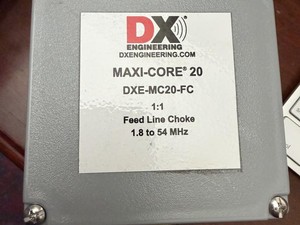 DX
ENGINEERING
DXENGINEERING.COM
MAXI-CORE® 20
DXE-MC20-FC
1:1
Feed Line Choke
1.8 to 54 MHz